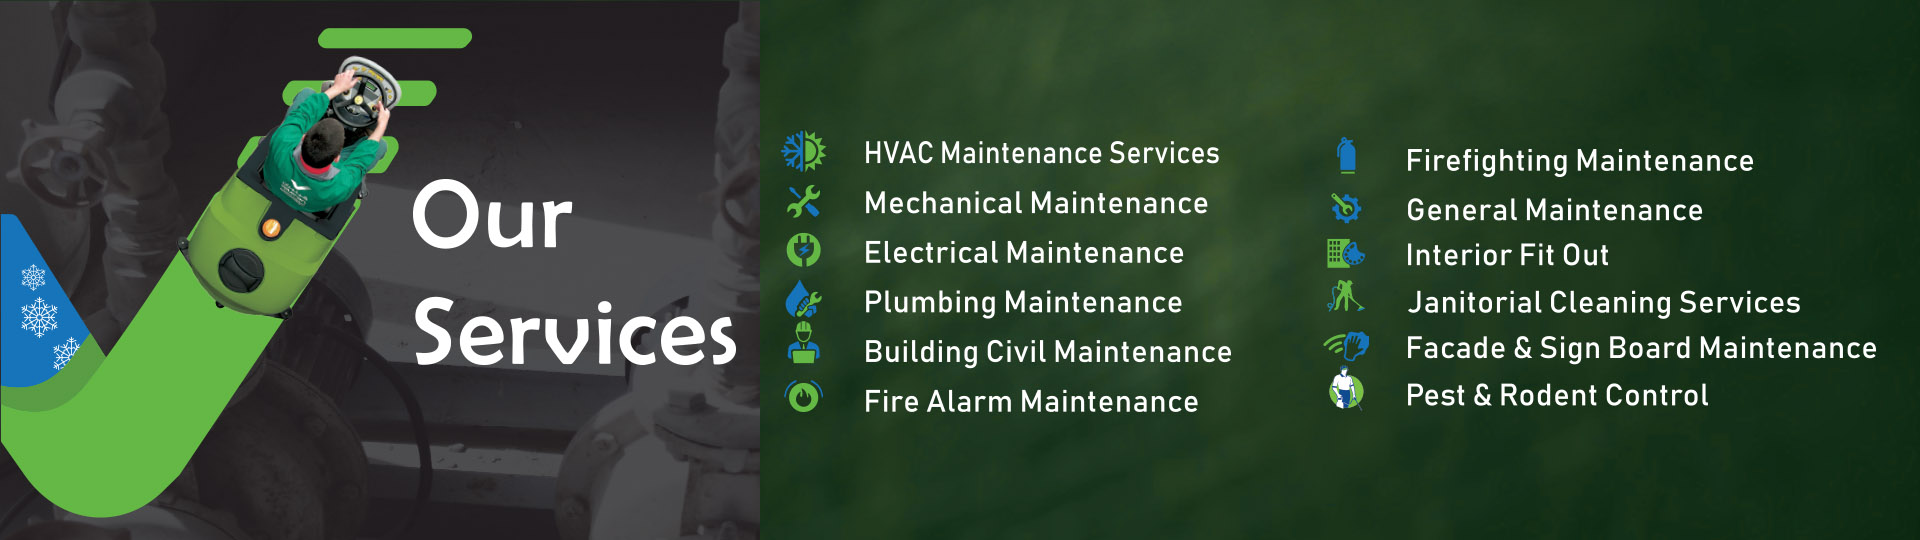 Our
Services
HVAC Maintenance Services
Mechanical Maintenance
Electrical Maintenance
Plumbing Maintenance
Building Civil Maintenance
Fire Alarm Maintenance
Firefighting Maintenance
General Maintenance
Interior Fit Out
Janitorial Cleaning Services
Facade & Sign Board Maintenance
Pest & Rodent Control